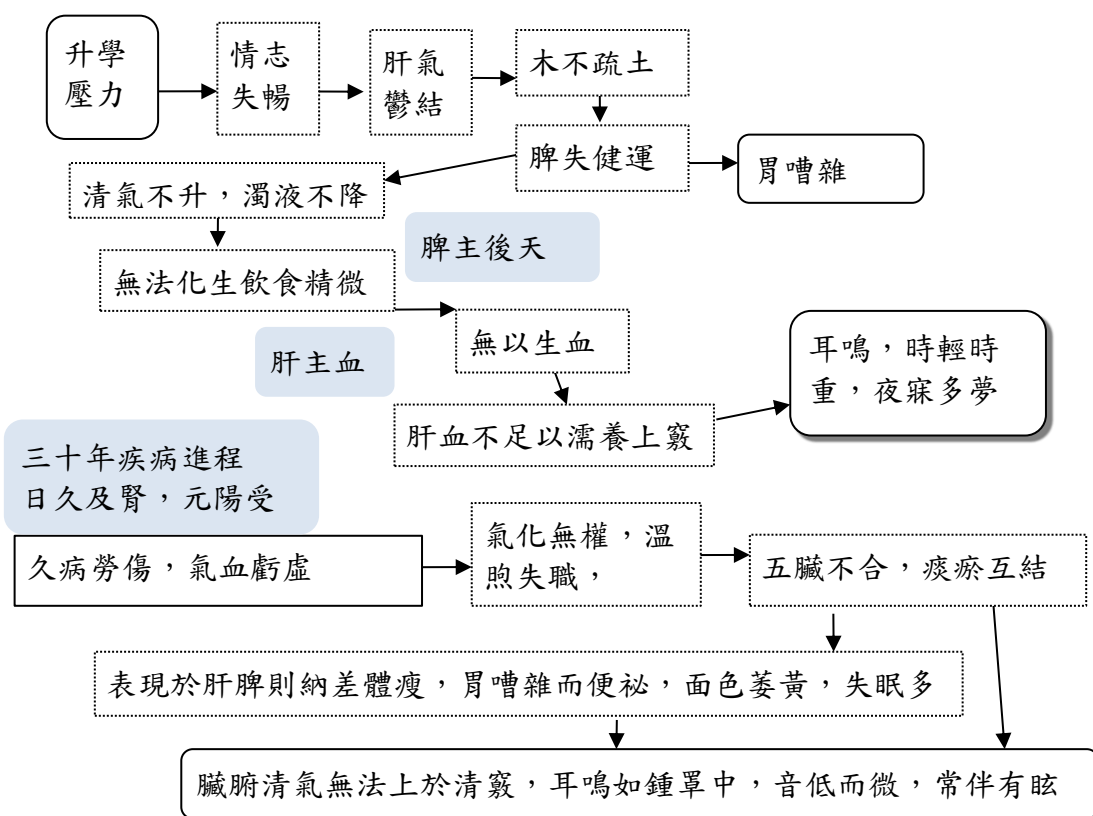 升學
壓力
情志
失暢
肝氣
鬱結
木不疏土
脾失健運
胃嘈雜
清氣不升，濁液不降
脾主後天
無法化生飲食精微
肝主血
無以生血
耳鳴，時輕時
重，夜寐多夢
肝血不足以濡養上竅
三十年疾病進程
日久及腎，元陽受
久病勞傷，氣血虧虛
氣化無權，溫
煦失職，
五臟不合，痰瘀互結
表現於肝脾則納差體瘦，胃嘈雜而便祕，面色萎黃，失眠多
臟腑清氣無法上於清竅，耳鳴如鍾罩中，音低而微，常伴有眩